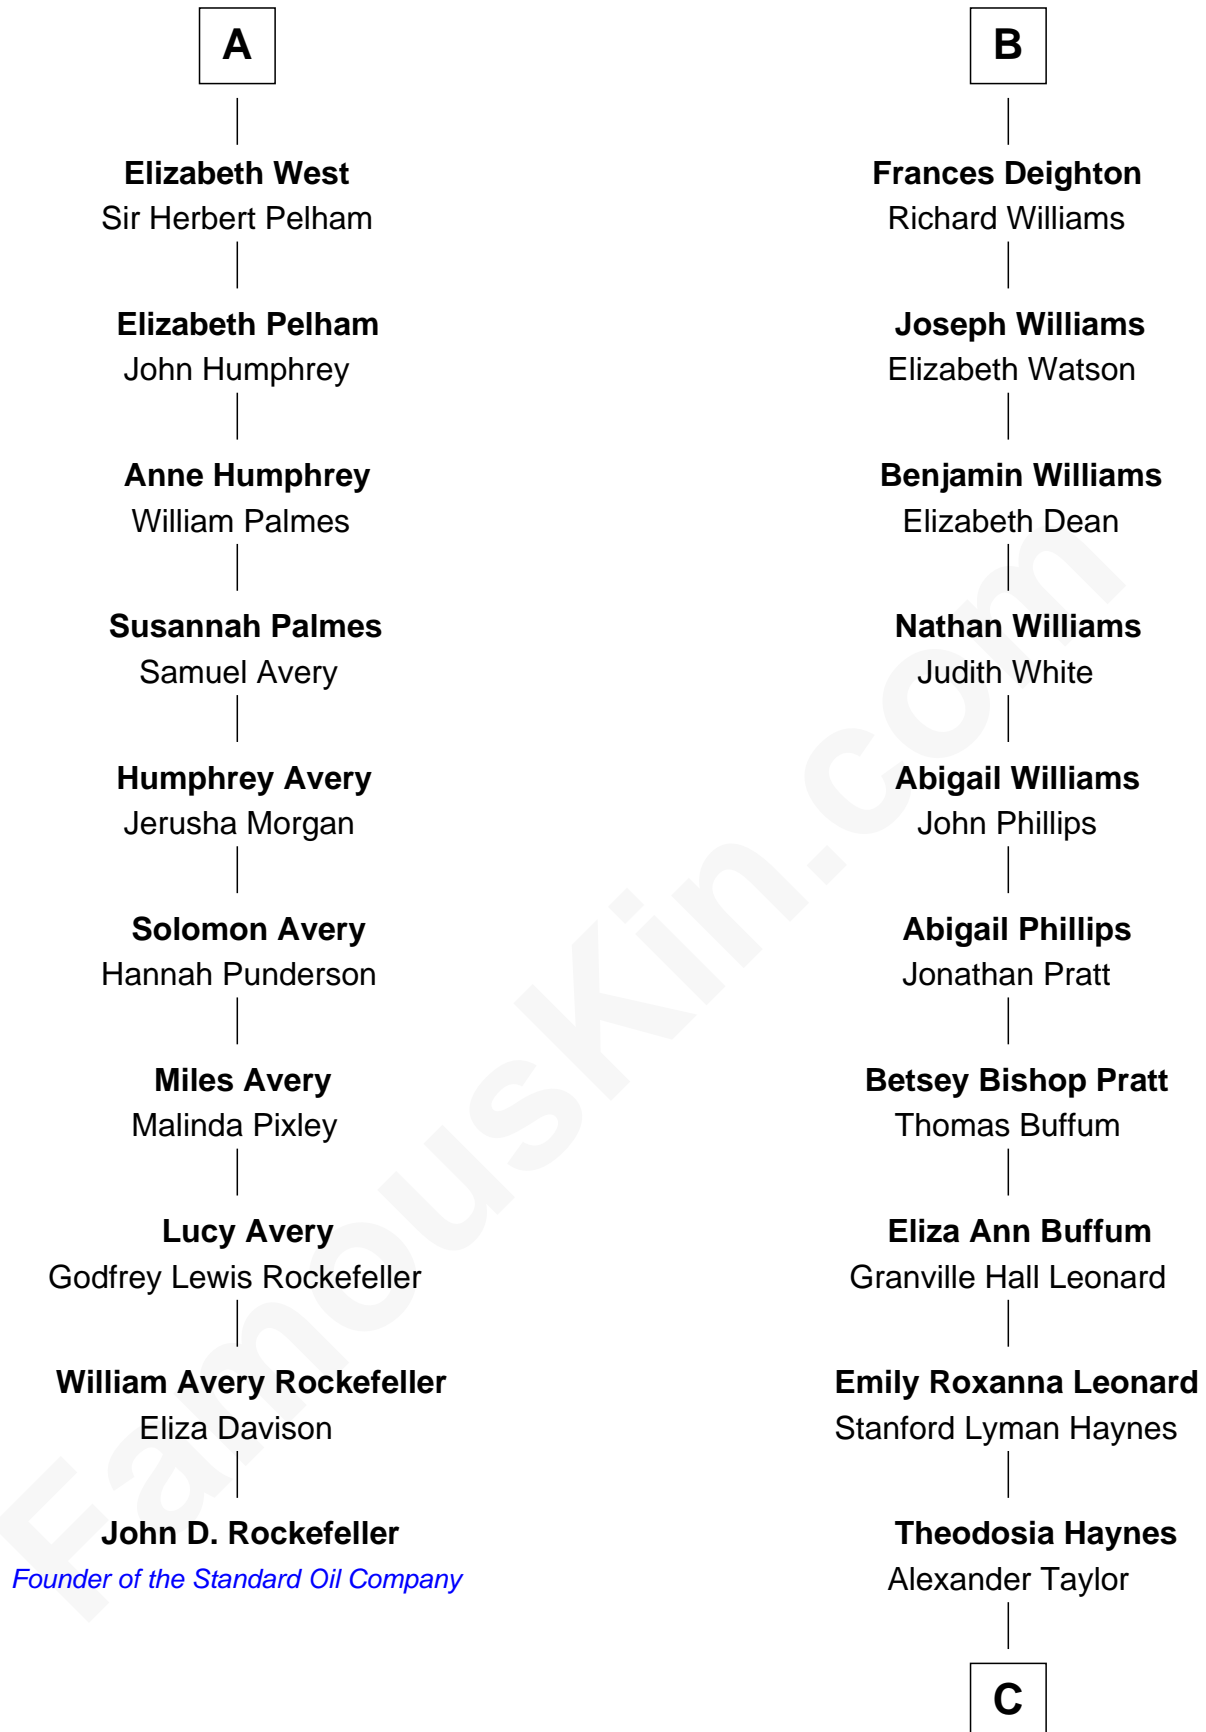 A
Elizabeth West
Sir Herbert Pelham
Elizabeth Pelham
John Humphrey
Anne Humphrey
William Palmes
Susannah Palmes
Samuel Avery
Humphrey Avery
Jerusha Morgan
Solomon Avery
Hannah Punderson
Miles Avery
Malinda Pixley
Lucy Avery
Godfrey Lewis Rockefeller
William Avery Rockefeller
Eliza Davison
John D. Rockefeller
Founder of the Standard Oil Company
B
Frances Deighton
Richard Williams
Joseph Williams
Elizabeth Watson
Benjamin Williams
Elizabeth Dean
Nathan Williams
Judith White
Abigail Williams
John Phillips
Abigail Phillips
Jonathan Pratt
Betsey Bishop Pratt
Thomas Buffum
Eliza Ann Buffum
Granville Hall Leonard
Emily Roxanna Leonard
Stanford Lyman Haynes
Theodosia Haynes
Alexander Taylor
C
FamousKin.com